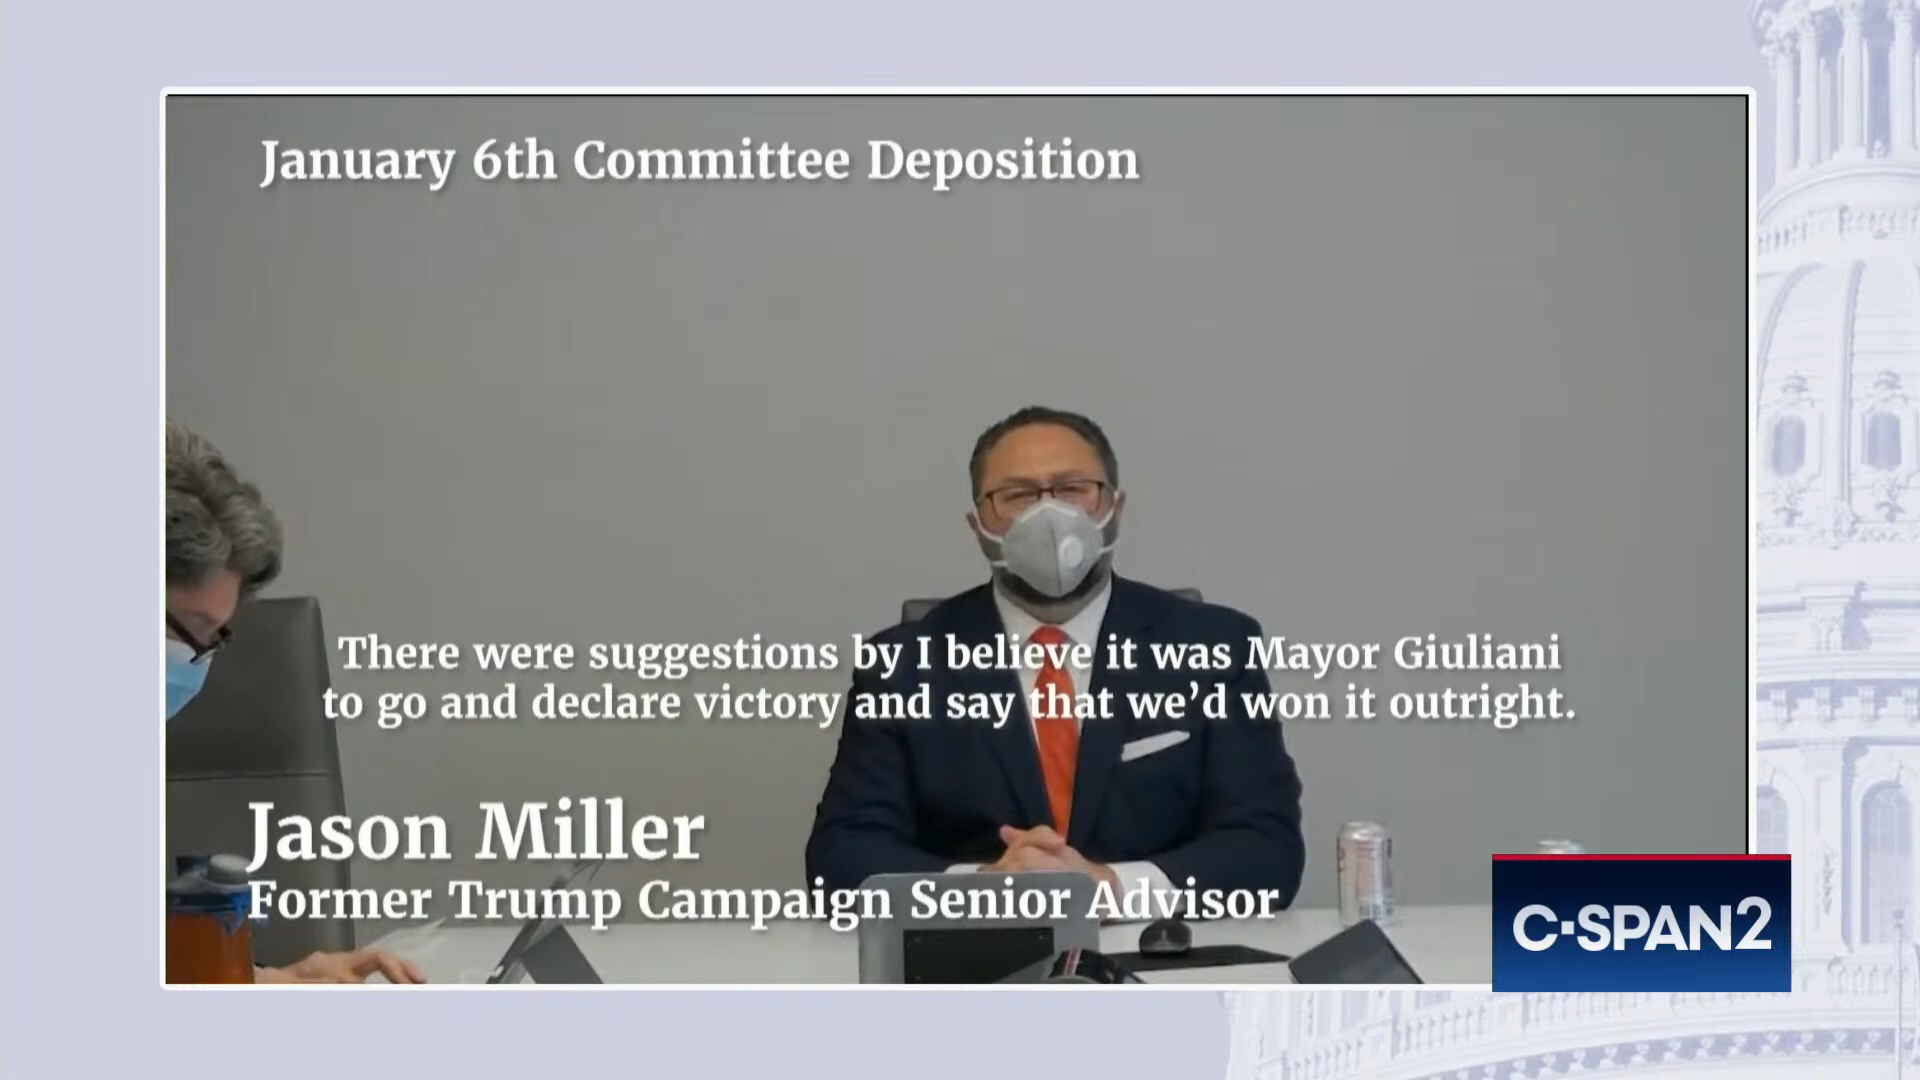 January 6th Committee Deposition
There were suggestions by I believe it was Mayor Giuliani
to go and declare victory and say that we’d won it outright.
Jason Miller
Former Trump Campaign Senior Advisor
C-SPAN2